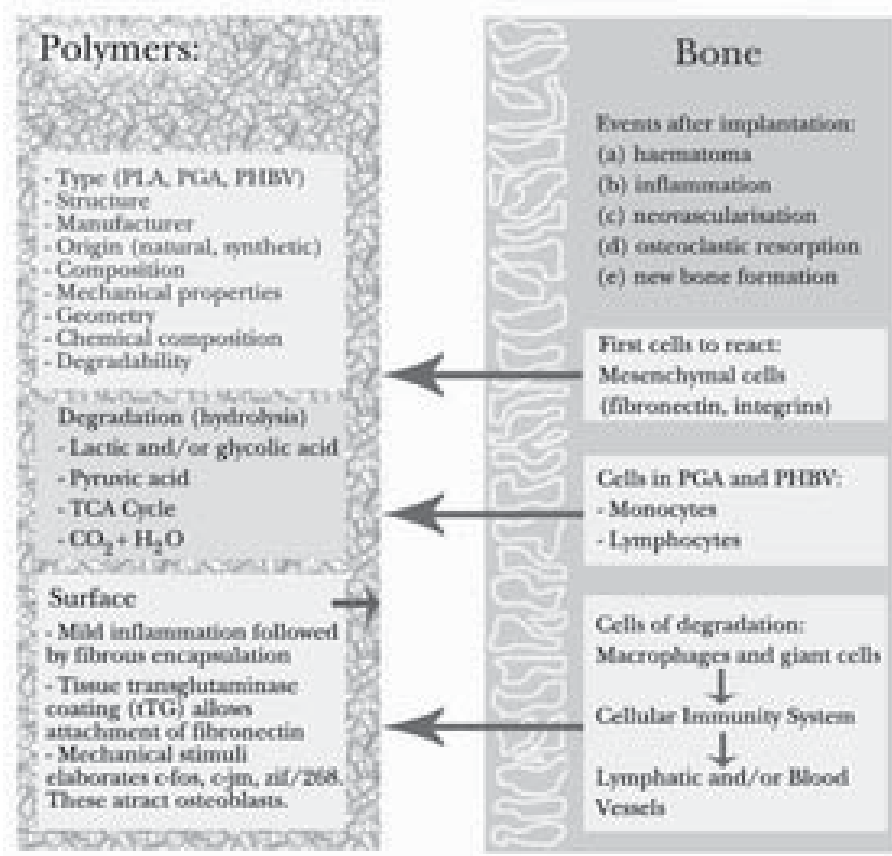 Polymers:
- Type (PLA, PGA, PHBV)
- Structure
- Manufacturer
- Origin (natural, synthetic)
- Composition
- Mechanical properties
- Geometry
- Chemical composition
- Degradability
Degradation (hydrolysis)
- Lactic and/or glycolic acid
- Pyruvic acid
- TCA Cycle
- CO₂ + H₂O
Surface
- Mild inflammation followed
by fibrous encapsulation
- Tissue transglutaminase
coating (tTG) allows
attachment of fibronectin
- Mechanical stimuli
elaborates c-fos, c-jm, zif/268.
These atract osteoblasts.
Bone
Events after implantation:
(a) haematoma
(b) inflammation
(c) neovascularisation
(d) osteoclastic resorption
(e) new bone formation
First cells to react:
Mesenchymal cells
(fibronectin, integrins)
Cells in PGA and PHBV:
- Monocytes
- Lymphocytes
Cells of degradation:
Macrophages and giant cells
Cellular Immunity System
Lymphatic and/or Blood
Vessels